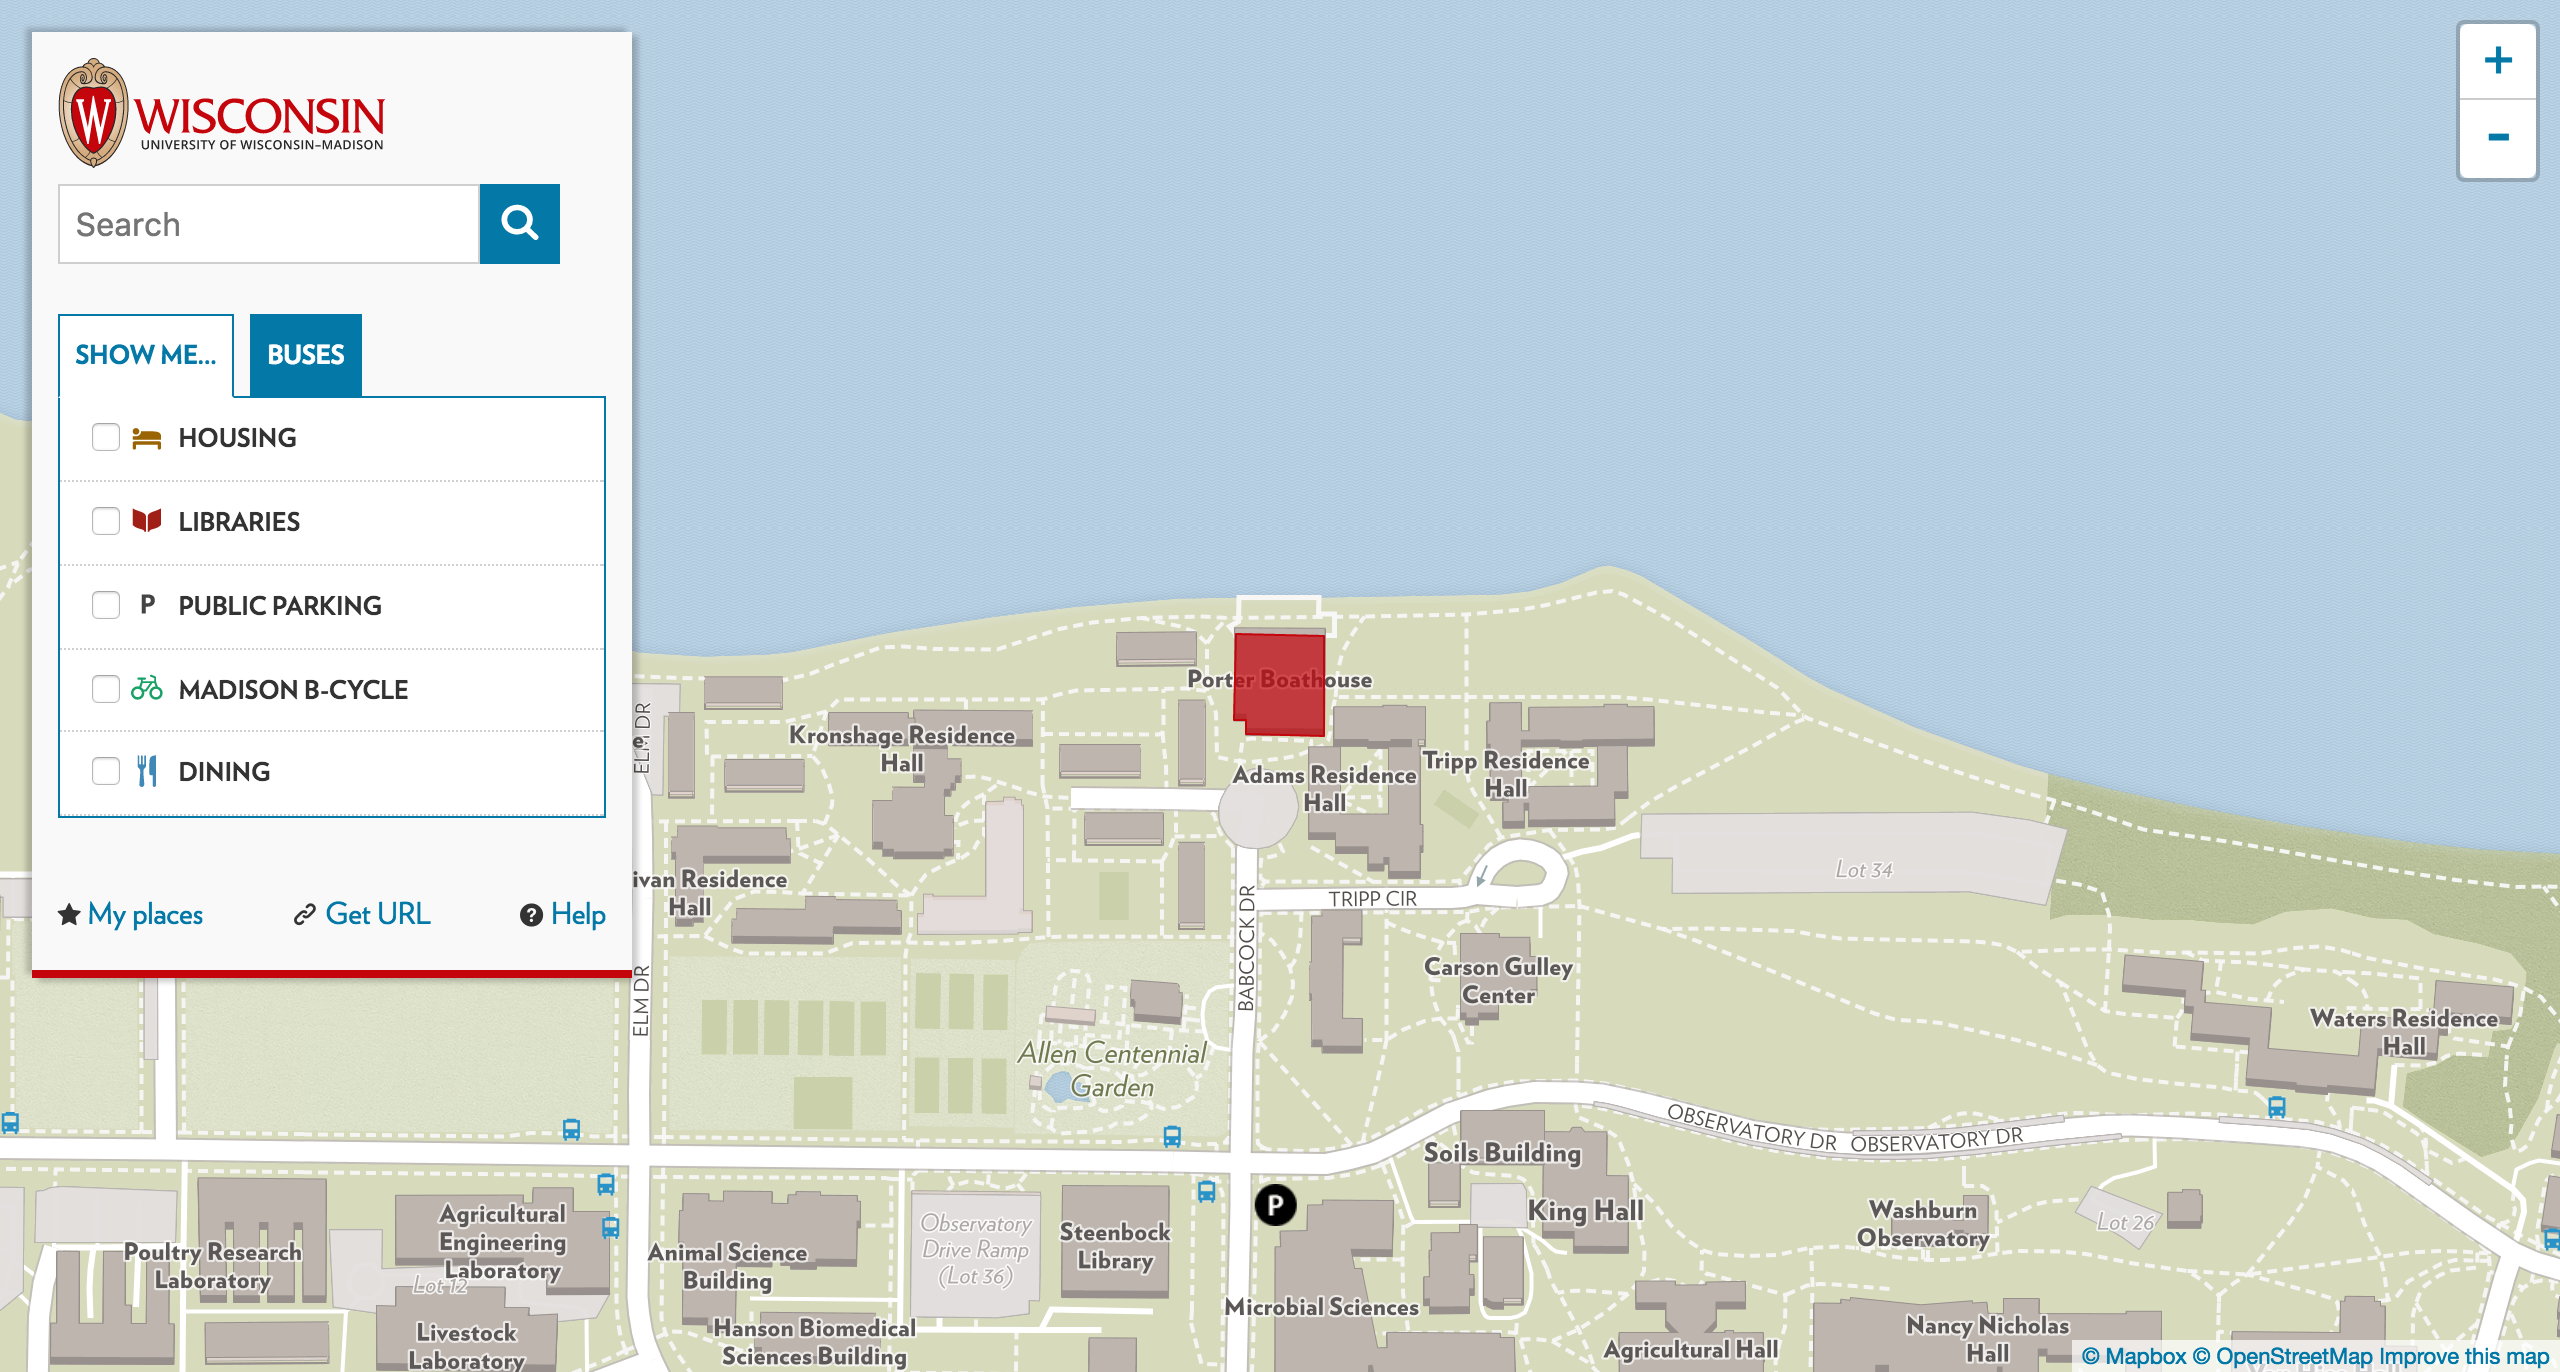 WISCONSIN
UNIVERSITY OF WISCONSIN–MADISON
Search
SHOW ME...
BUSES
HOUSING
LIBRARIES
P PUBLIC PARKING
MADISON B-CYCLE
DINING
My places
Get URL
? Help
+
-
Porter Boathouse
ELM DR
Kronshage Residence
Hall
Adams Residence
Hall
Tripp Residence
Hall
ivan Residence
Hall
Lot 34
TRIPP CIR
BABCOCK DR
Carson Gulley
Center
ELM DR
Allen Centennial
Garden
Waters Residence
Hall
OBSERVATORY DR
OBSERVATORY DR
Soils Building
King Hall
P
Washburn
Observatory
Lot 26
Agricultural
Engineering
Laboratory
Poultry Research
Laboratory
Lot 12
Animal Science
Building
Observatory
Drive Ramp
(Lot 36)
Steenbock
Library
Microbial Sciences
Livestock
Laboratory
Hanson Biomedical
Sciences Building
Agricultural Hall
Nancy Nicholas
Hall
© Mapbox © OpenStreetMap Improve this map